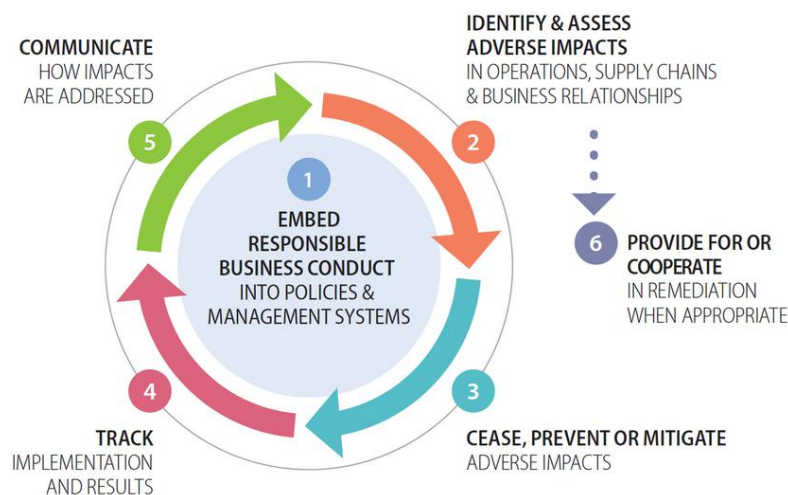 1
EMBED
RESPONSIBLE
BUSINESS CONDUCT
INTO POLICIES &
MANAGEMENT SYSTEMS
2
IDENTIFY & ASSESS
ADVERSE IMPACTS
IN OPERATIONS, SUPPLY CHAINS
& BUSINESS RELATIONSHIPS
3
CEASE, PREVENT OR MITIGATE
ADVERSE IMPACTS
4
TRACK
IMPLEMENTATION
AND RESULTS
5
COMMUNICATE
HOW IMPACTS
ARE ADDRESSED
6
PROVIDE FOR OR
COOPERATE
IN REMEDIATION
WHEN APPROPRIATE